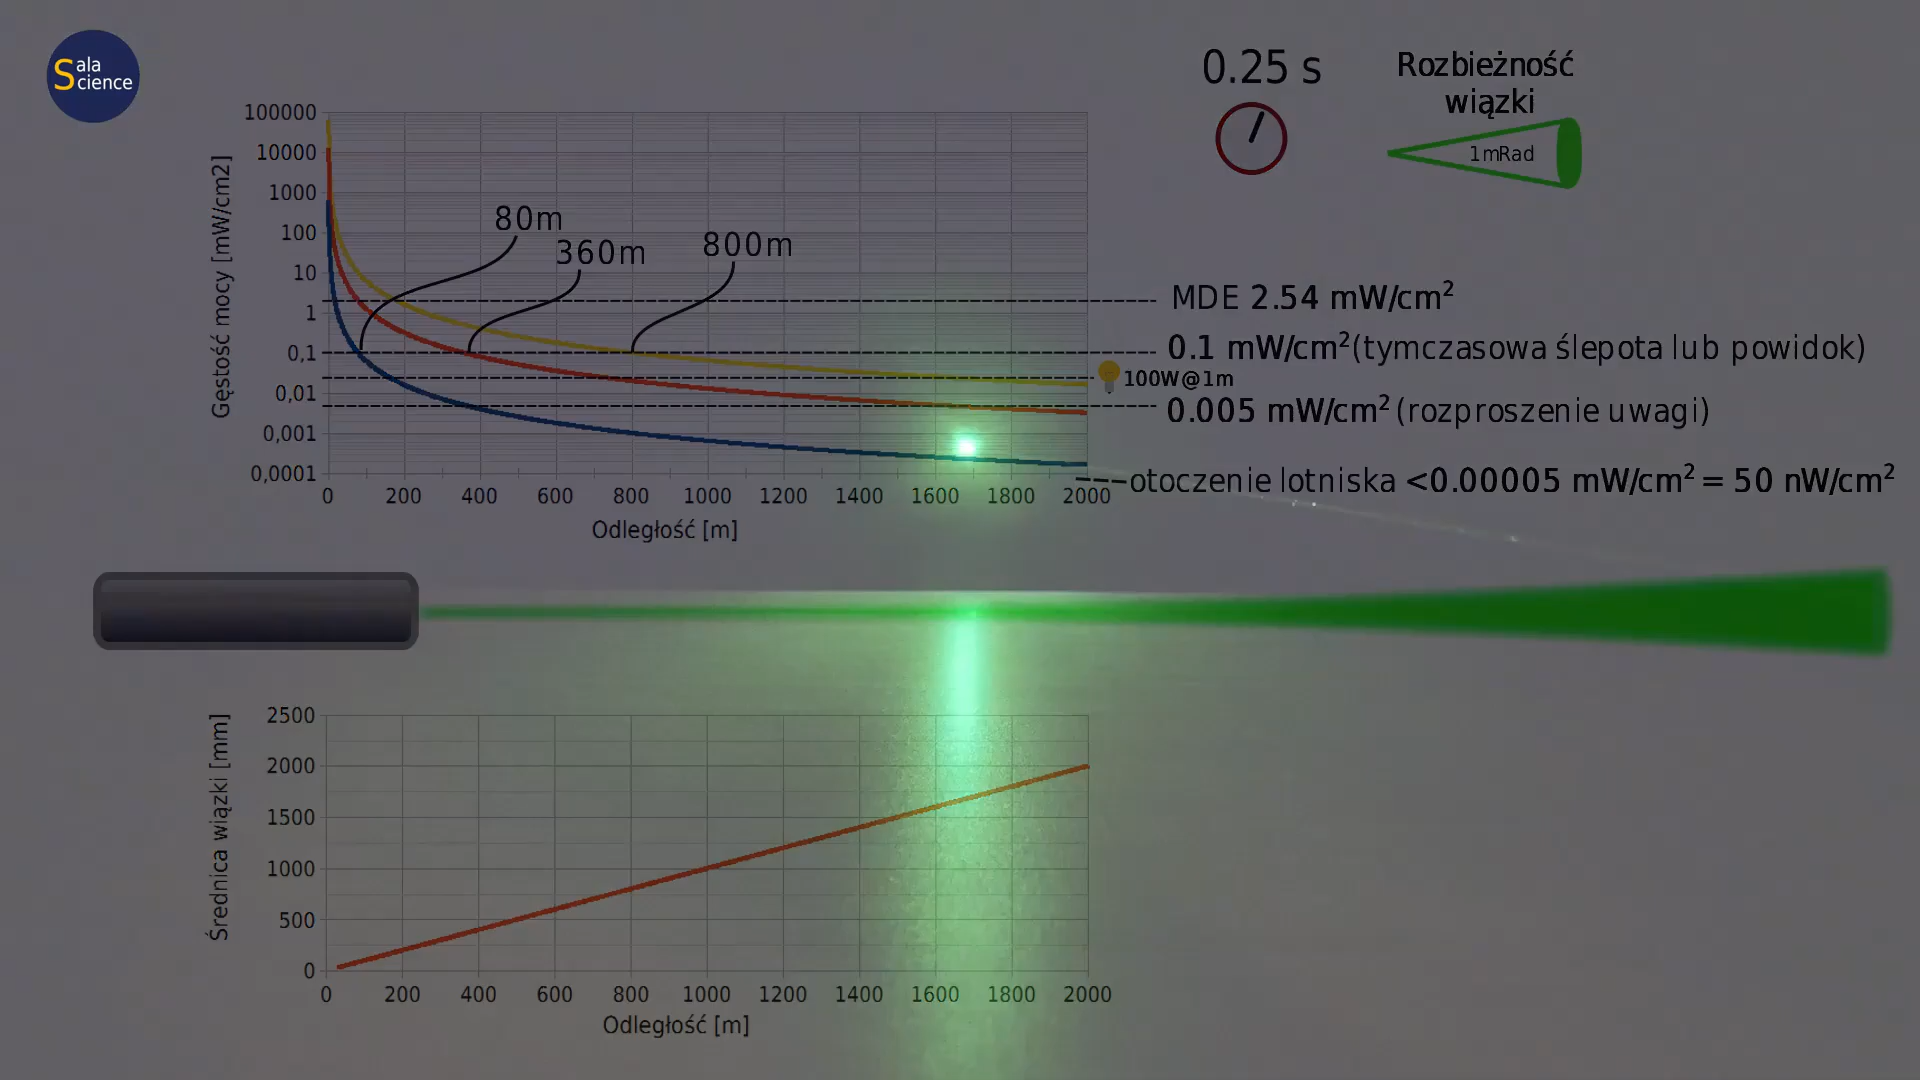 Sala
Science
0.25 s
Rozbieżność
wiązki
1mRad
Gęstość mocy [mW/cm2]
100000
10000
1000
100
10
1
0,1
0,01
0,001
0,0001
80m
360m
800m
0 200 400 600 800 1000 1200 1400 1600 1800 2000
Odległość [m]
MDE 2.54 mW/cm²
0.1 mW/cm² (tymczasowa ślepota lub powidok)
100W@1m
0.005 mW/cm² (rozproszenie uwagi)
otoczenie lotniska <0.00005 mW/cm² = 50 nW/cm²
Średnica wiązki [mm]
2500
2000
1500
1000
500
0
0 200 400 600 800 1000 1200 1400 1600 1800 2000
Odległość [m]